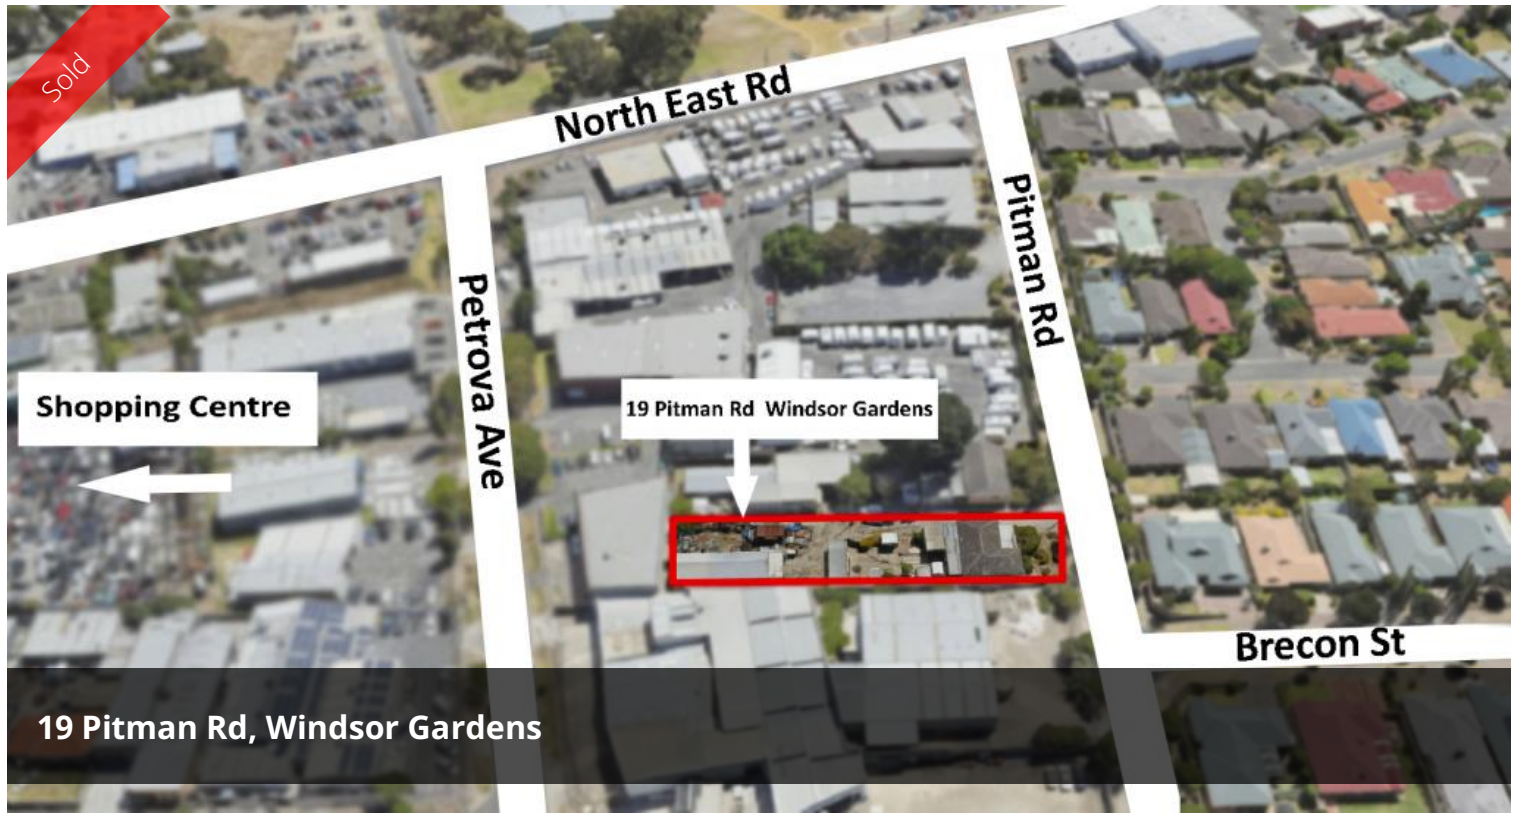 Sold
North East Rd
Pitman Rd
Petrova Ave
Shopping Centre
19 Pitman Rd  Windsor Gardens
Brecon St
19 Pitman Rd, Windsor Gardens